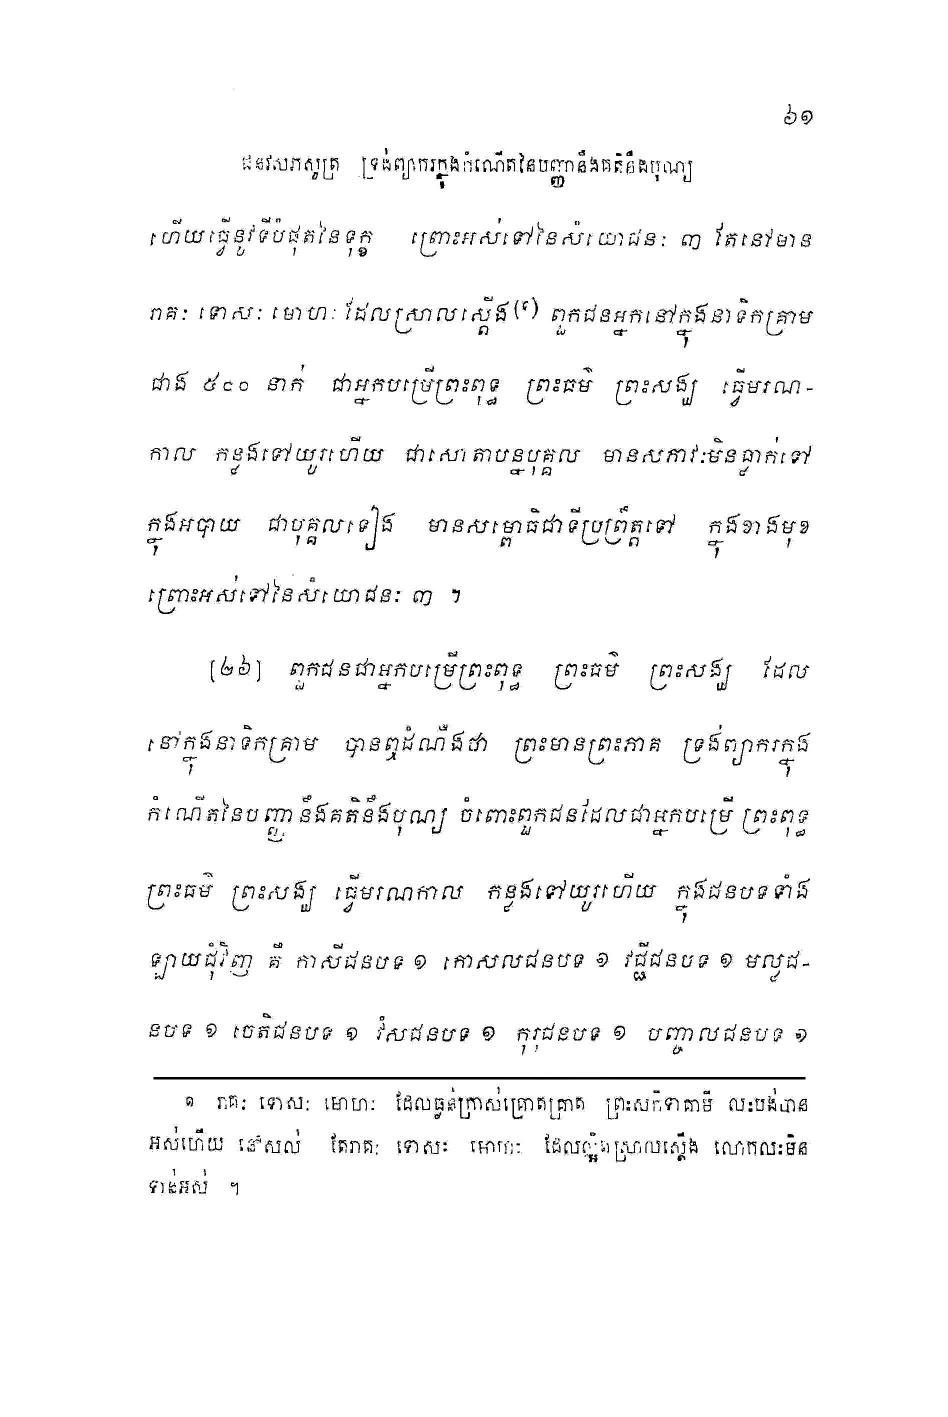 ៦១
ជនវសភសូត្រ ទ្រង់ព្យាករក្នុងកំណើតនៃបញ្ញានឹងគតិនឹងបុណ្យ
ហើយធ្វើនូវទីបំផុតនៃទុក្ខ ព្រោះអស់ទៅនៃសំយោជនៈ ៣ តែនៅមាន
រាគៈ ទោសៈ មោហៈ ដែលស្រាលស្តើង(១) ពួកជនអ្នកនៅក្នុងនាទិកគ្រាម
ជាង ៥០០ នាក់ ជាអ្នកបម្រើព្រះពុទ្ធ ព្រះធម៌ ព្រះសង្ឃ ធ្វើមរណ-
កាល កន្លងទៅយូរហើយ ជាសោតាបន្នបុគ្គល មានសភាវៈមិនធ្លាក់ទៅ
ក្នុងអបាយ ជាបុគ្គលទៀង មានសម្ពោធិជាទីប្រព្រឹត្តទៅ ក្នុងខាងមុខ
ព្រោះអស់ទៅនៃសំយោជនៈ ៣ ។
[២៦] ពួកជនជាអ្នកបម្រើព្រះពុទ្ធ ព្រះធម៌ ព្រះសង្ឃ ដែល
នៅក្នុងនាទិកគ្រាម បានឮដំណឹងថា ព្រះមានព្រះភាគ ទ្រង់ព្យាករក្នុង
កំណើតនៃបញ្ញានឹងគតិនឹងបុណ្យ ចំពោះពួកជនដែលជាអ្នកបម្រើ ព្រះពុទ្ធ
ព្រះធម៌ ព្រះសង្ឃ ធ្វើមរណកាល កន្លងទៅយូរហើយ ក្នុងជនបទទាំង
ឡាយជុំវិញ គឺ កាសីជនបទ ១ កោសលជនបទ ១ វជ្ជីជនបទ ១ មល្លជ-
នបទ ១ ចេតិជនបទ ១ វំសជនបទ ១ កុរុជនបទ ១ បញ្ចាលជនបទ ១
១ រាគៈ ទោសៈ មោហៈ ដែលធ្ងន់ក្រាស់គ្រោតគ្រាត ព្រះសកិទាគាមី លះបង់បាន
អស់ហើយ នៅសល់ តែរាគៈ ទោសៈ មោហៈ ដែលល្អិតស្រាលស្តើង លោកលះមិន
ទាន់អស់ ។